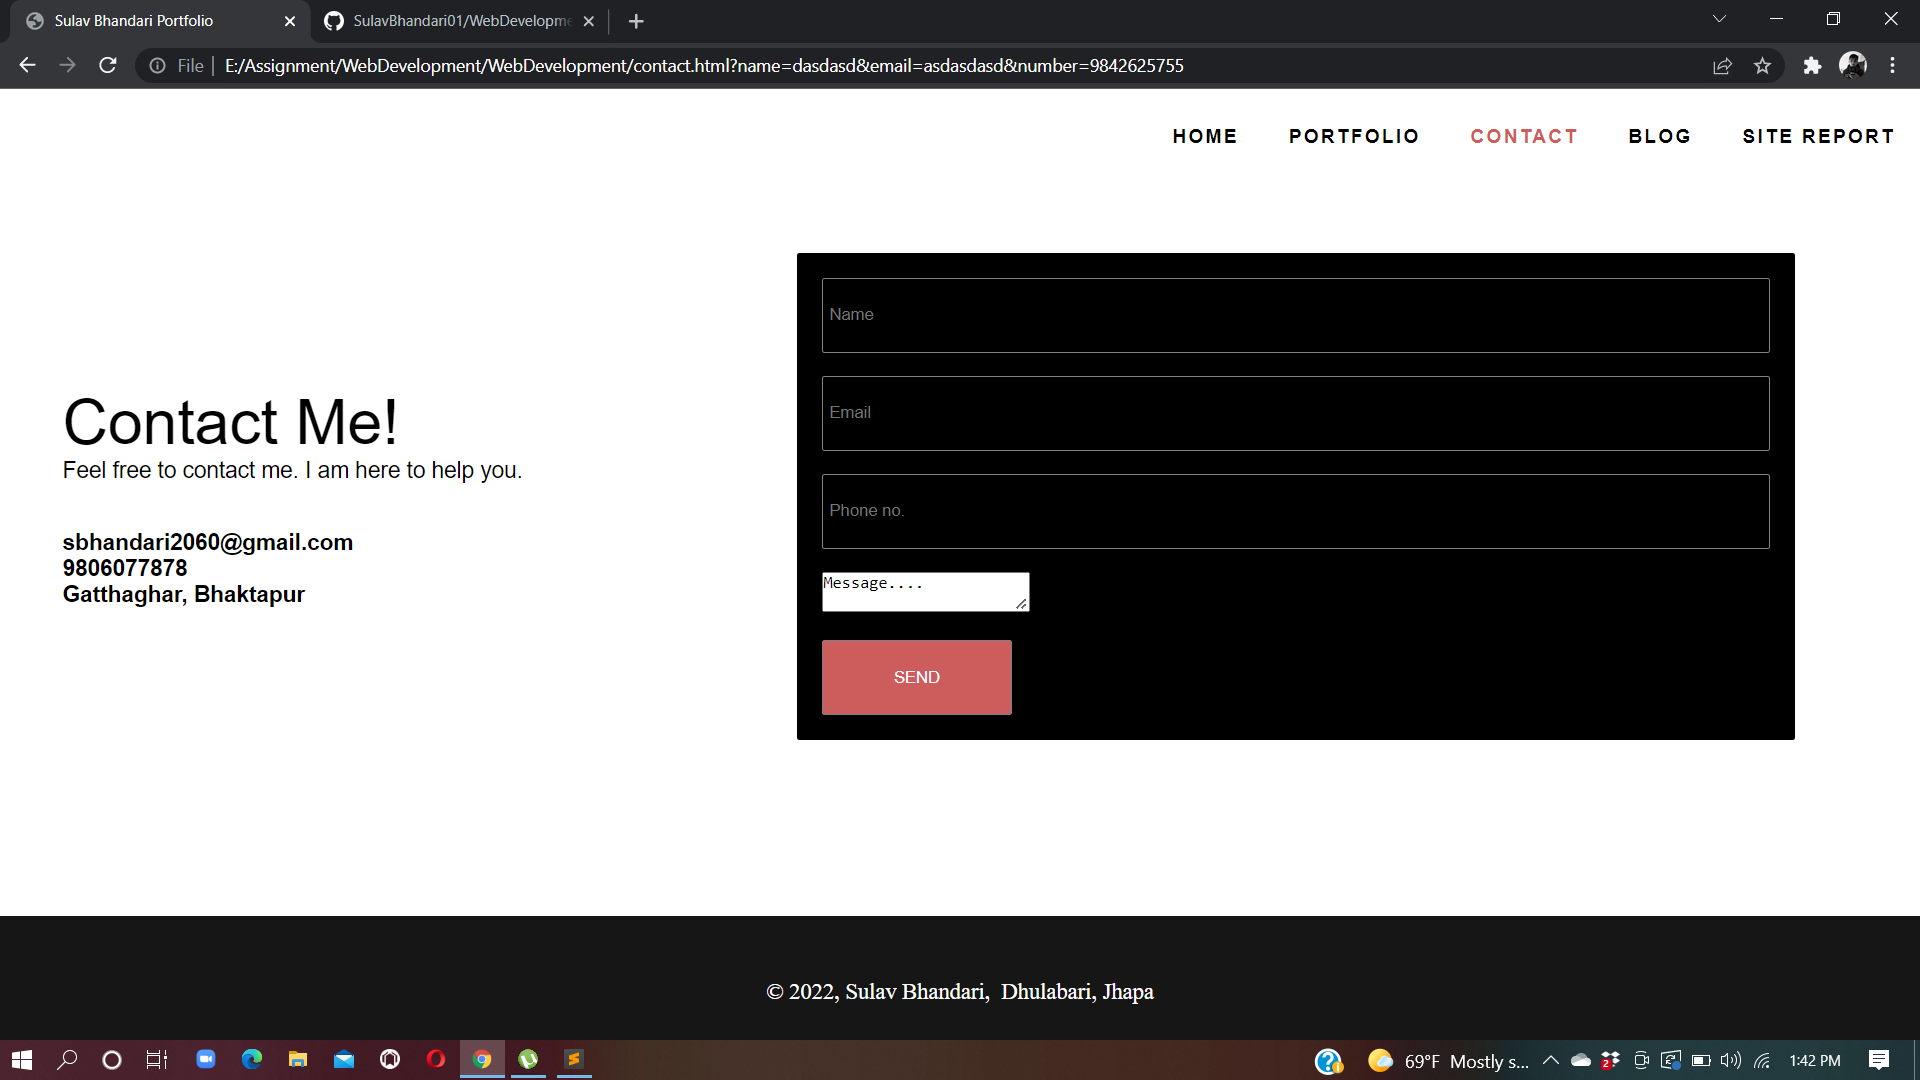 Sulav Bhandari Portfolio
SulavBhandari01/WebDevelopme
File
E:/Assignment/WebDevelopment/WebDevelopment/contact.html?name=dasdasd&email=asdasdasd&number=9842625755
HOME PORTFOLIO CONTACT BLOG SITE REPORT
Contact Me!
Feel free to contact me. I am here to help you.
sbhandari2060@gmail.com
9806077878
Gatthaghar, Bhaktapur
Name
Email
Phone no.
Message....
SEND
© 2022, Sulav Bhandari,  Dhulabari, Jhapa
69°F Mostly s...
2
1:42 PM